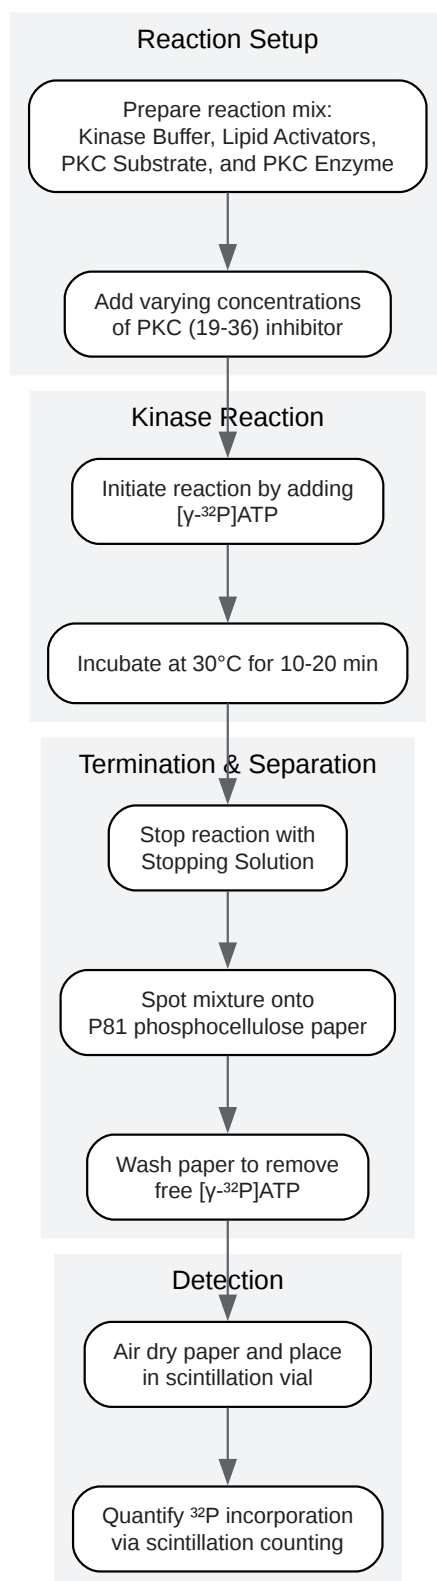 Reaction Setup
Prepare reaction mix:
Kinase Buffer, Lipid Activators,
PKC Substrate, and PKC Enzyme
Add varying concentrations
of PKC (19-36) inhibitor
Kinase Reaction
Initiate reaction by adding
[γ-³²P]ATP
Incubate at 30°C for 10-20 min
Termination & Separation
Stop reaction with
Stopping Solution
Spot mixture onto
P81 phosphocellulose paper
Wash paper to remove
free [γ-³²P]ATP
Detection
Air dry paper and place
in scintillation vial
Quantify ³²P incorporation
via scintillation counting